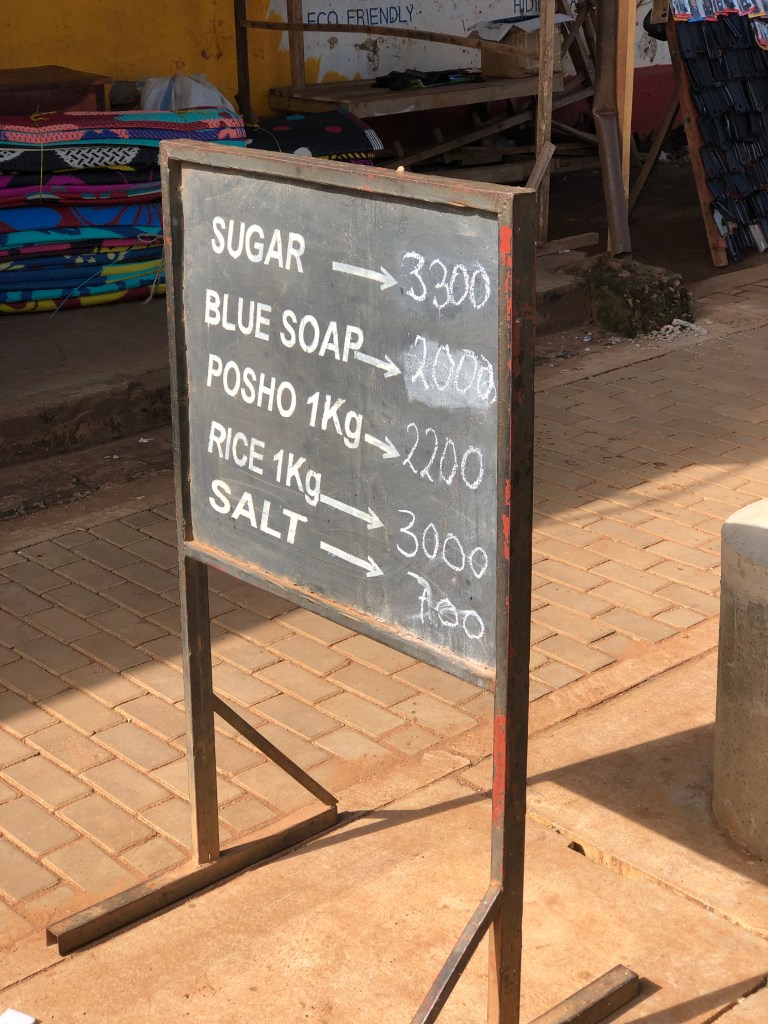 ECO FRIENDLY
SUGAR → 3300
BLUE SOAP → 2000
POSHO 1Kg → 2200
RICE 1Kg → 3000
SALT → 700